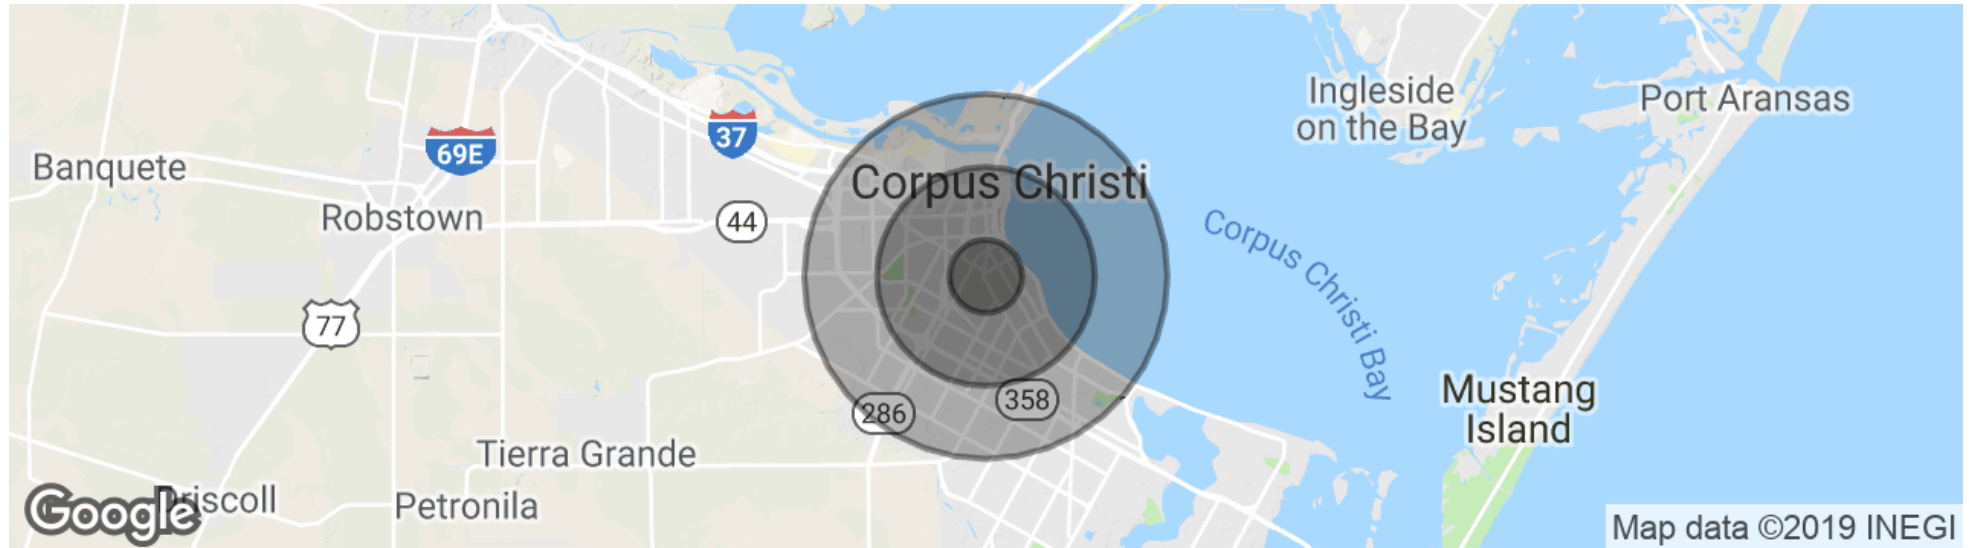 Ingleside
on the Bay
Port Aransas
37
69E
Banquete
Corpus Christi
Robstown
44
Corpus Christi Bay
77
Mustang
Island
358
286
Tierra Grande
Driscoll
Petronila
Google
Map data ©2019 INEGI